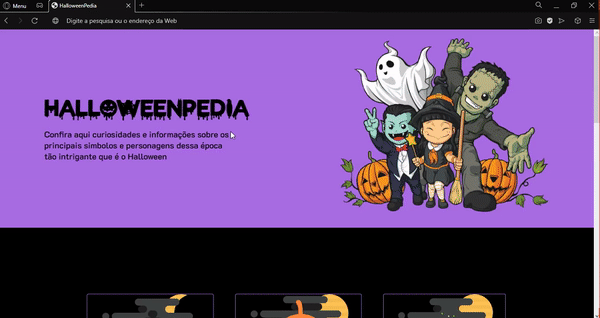 Menu
HalloweenPedia
Digite a pesquisa ou o endereço da Web
HALLOWEENPEDIA
Confira aqui curiosidades e informações sobre os
principais símbolos e personagens dessa época
tão intrigante que é o Halloween